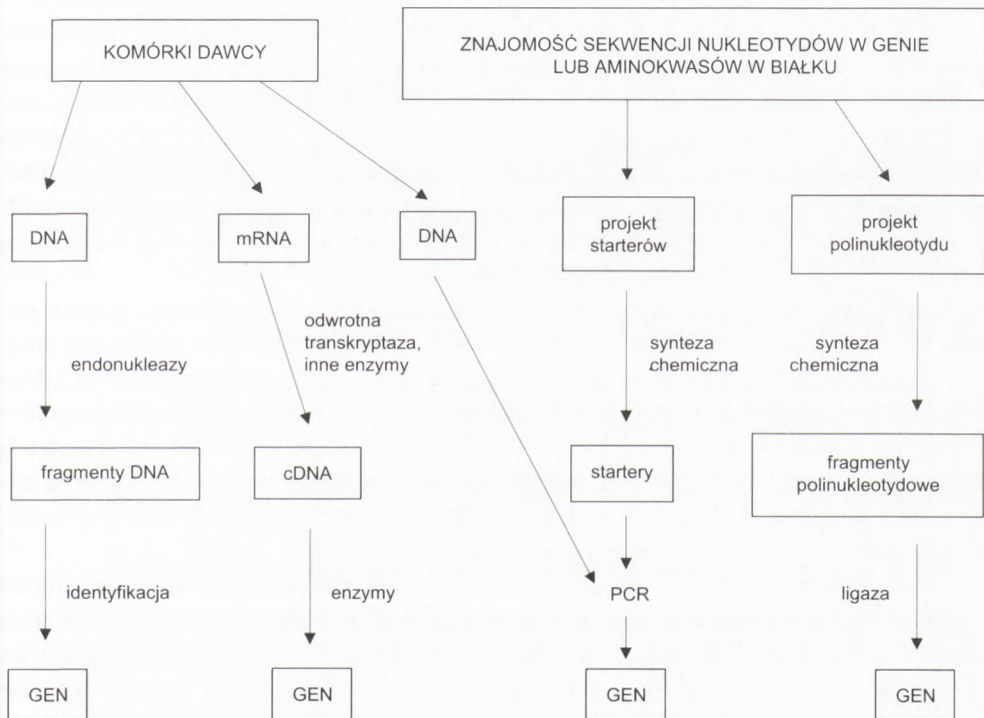 KOMÓRKI DAWCY
ZNAJOMOŚĆ SEKWENCJI NUKLEOTYDÓW W GENIE
LUB AMINOKWASÓW W BIAŁKU
DNA
mRNA
DNA
projekt
starterów
projekt
polinukleotydu
endonukleazy
odwrotna
transkryptaza,
inne enzymy
synteza
chemiczna
synteza
chemiczna
fragmenty DNA
cDNA
startery
fragmenty
polinukleotydowe
identyfikacja
enzymy
PCR
ligaza
GEN
GEN
GEN
GEN